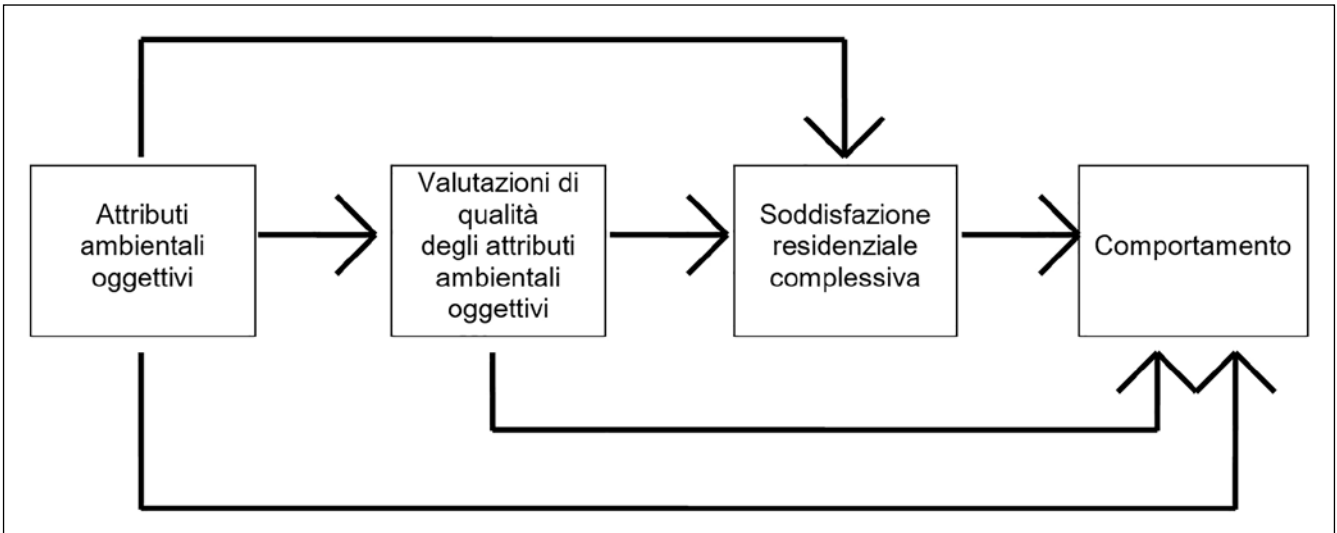 Attributi
ambientali
oggettivi
Valutazioni di
qualità
degli attributi
ambientali
oggettivi
Soddisfazione
residenziale
complessiva
Comportamento